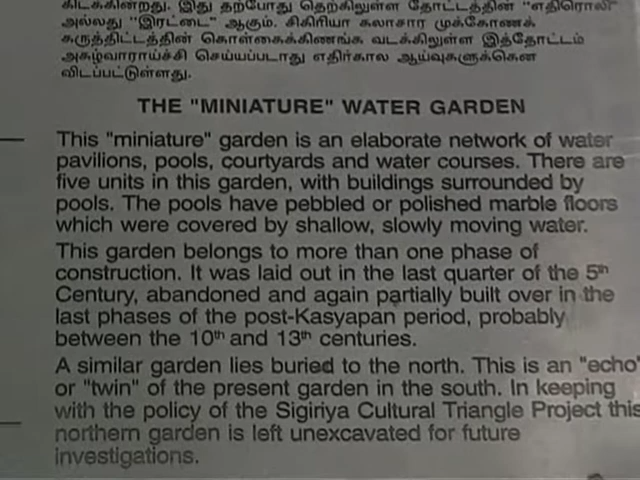 கிடக்கின்றது. இது தற்போது தெற்கிலுள்ள தோட்டத்தின் "எதிரொலி
அல்லது "இரட்டை" ஆகும். சிகிரியா கலாசார முக்கோணக்
கருத்திட்டத்தின் கொள்கைக்கிணங்க வடக்கிலுள்ள இத்தோட்டம்
அகழ்வாராய்ச்சி செய்யப்படாது எதிர்கால ஆய்வுகளுக்கென
விடப்பட்டுள்ளது.
THE "MINIATURE" WATER GARDEN
This "miniature" garden is an elaborate network of water
pavilions, pools, courtyards and water courses. There are
five units in this garden, with buildings surrounded by
pools. The pools have pebbled or polished marble floors
which were covered by shallow, slowly moving water.
This garden belongs to more than one phase of
construction. It was laid out in the last quarter of the 5th
Century, abandoned and again partially built over in the
last phases of the post-Kasyapan period, probably
between the 10th and 13th centuries.
A similar garden lies buried to the north. This is an "echo"
or "twin" of the present garden in the south. In keeping
with the policy of the Sigiriya Cultural Triangle Project this
northern garden is left unexcavated for future
investigations.